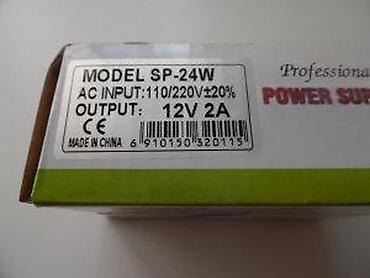 MODEL SP-24W
AC INPUT:110/220V±20%
OUTPUT: 12V 2A
CE
MADE IN CHINA
6 910150 320115
Professiona
POWER SUP